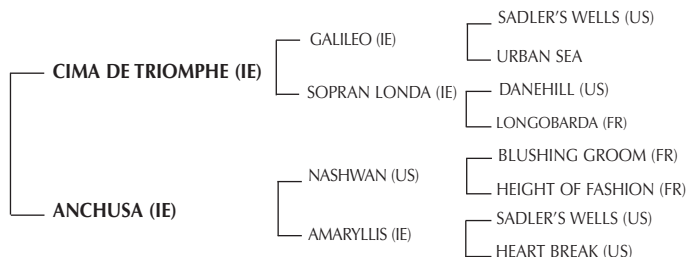 SADLER'S WELLS (US)
GALILEO (IE)
URBAN SEA
CIMA DE TRIOMPHE (IE)
DANEHILL (US)
SOPRAN LONDA (IE)
LONGOBARDA (FR)
BLUSHING GROOM (FR)
NASHWAN (US)
HEIGHT OF FASHION (FR)
ANCHUSA (IE)
SADLER'S WELLS (US)
AMARYLLIS (IE)
HEART BREAK (US)